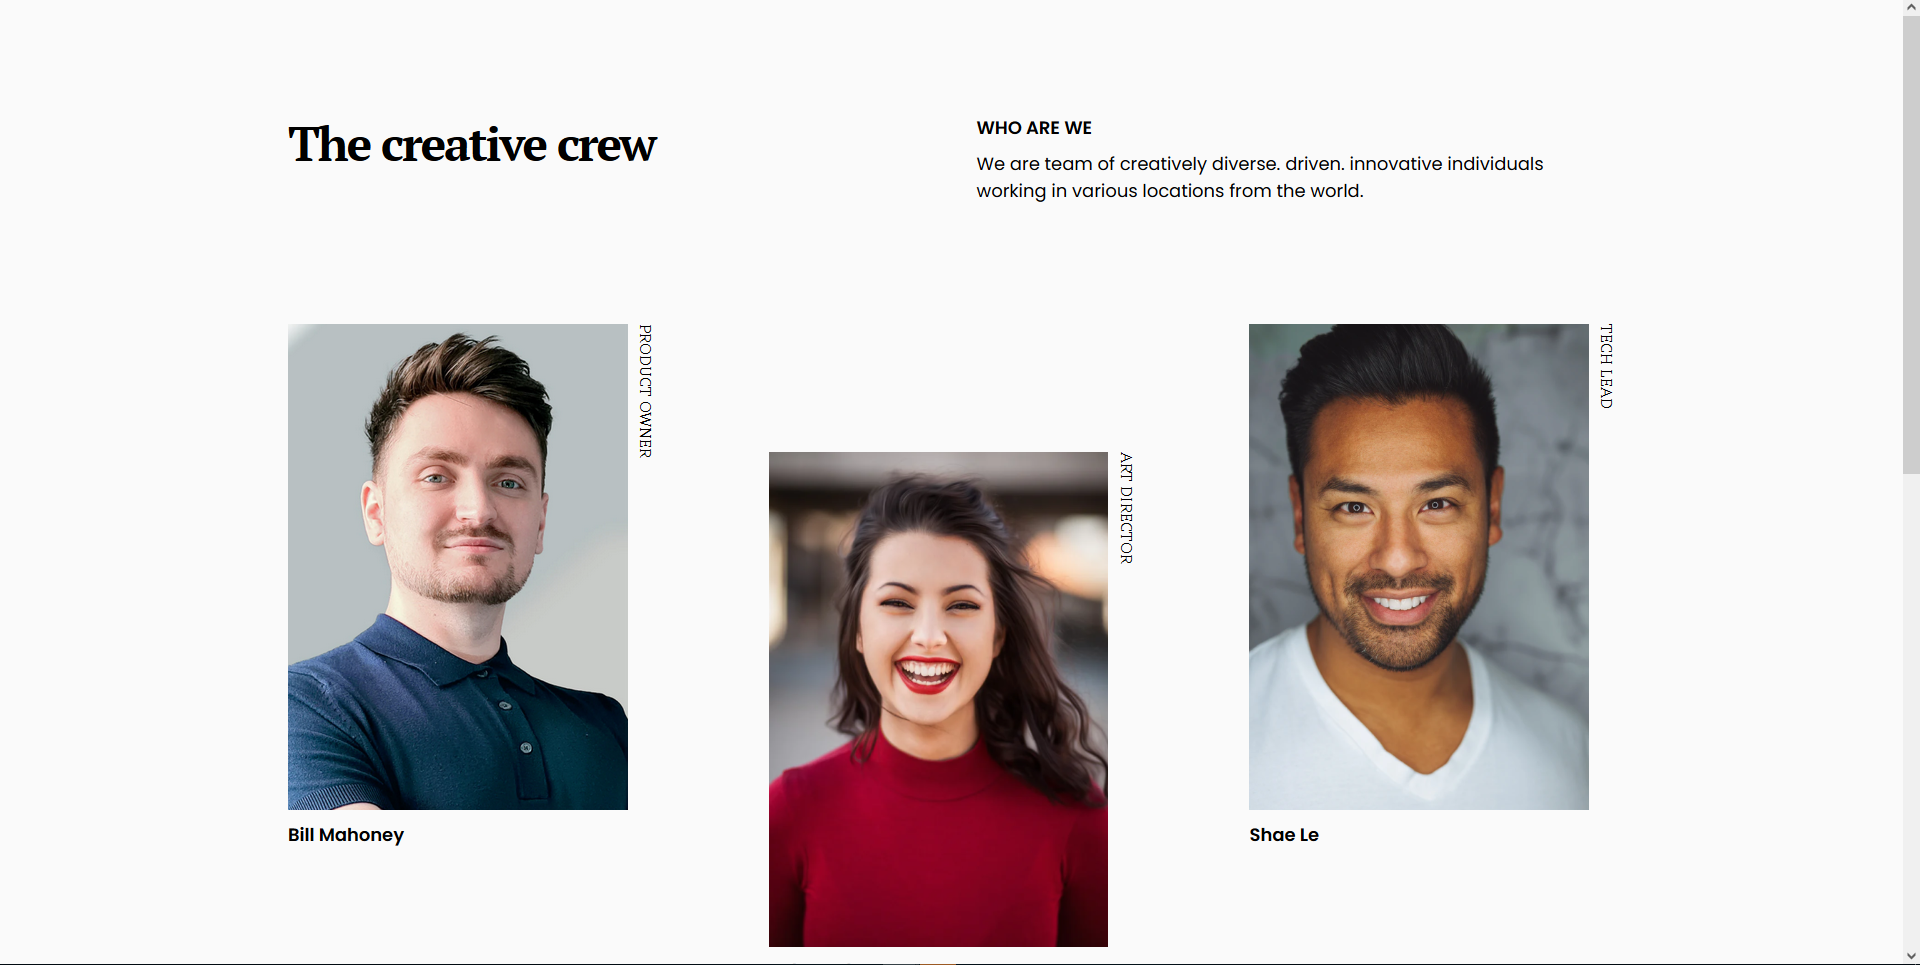 The creative crew
WHO ARE WE
We are team of creatively diverse. driven. innovative individuals
working in various locations from the world.
PRODUCT OWNER
Bill Mahoney
ART DIRECTOR
TECH LEAD
Shae Le